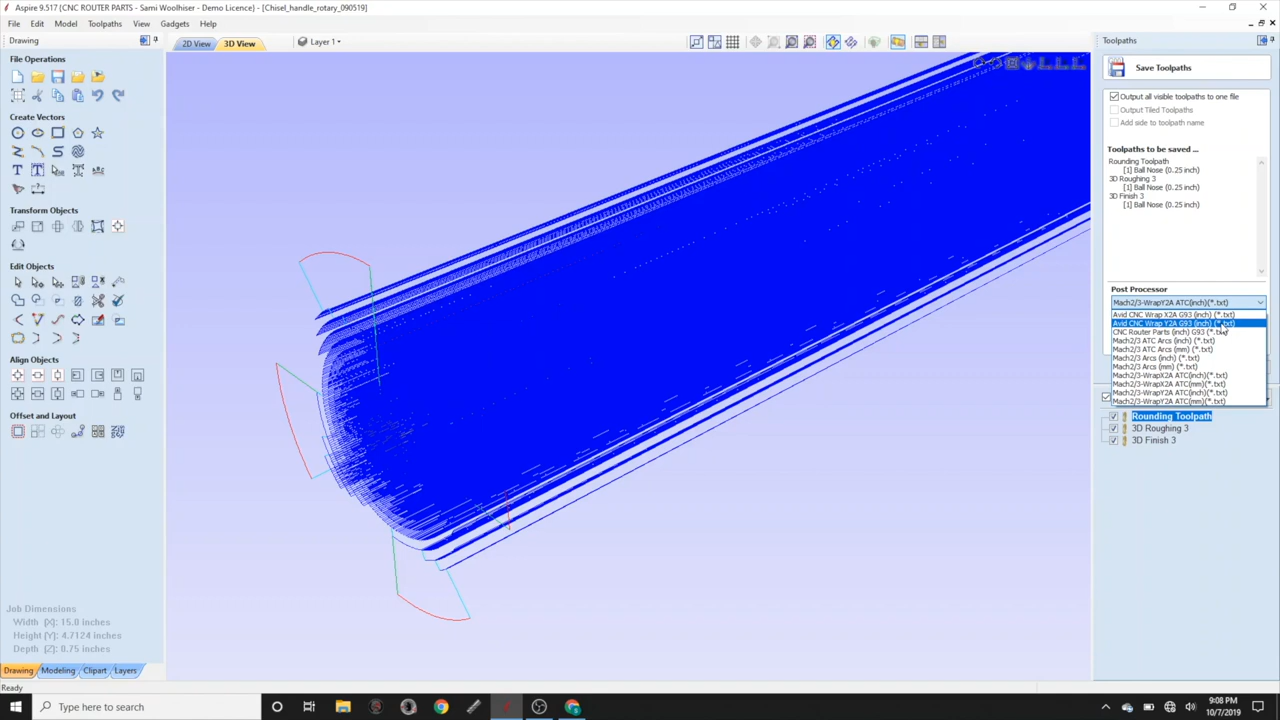 Aspire 9.517 [CNC ROUTER PARTS - Sami Woolhiser - Demo Licence] - [Chisel_handle_rotary_090519]
File Edit Model Toolpaths View Gadgets Help
Drawing
2D View 3D View Layer 1
Toolpaths
File Operations
Create Vectors
Transform Objects
Edit Objects
Align Objects
Offset and Layout
Job Dimensions
Width (X): 15.0 inch
Height (Y): 4.7124 inch
Depth (Z): 0.75 inch
Drawing Modeling Clipart Layers
Ready
Save Toolpaths
Output all visible toolpaths to one file
Output Tiled Toolpaths
Add side to toolpath name
Toolpaths to be saved ...
Rounding Toolpath
[1] Ball Nose (0.25 inch)
3D Roughing 3
[1] Ball Nose (0.25 inch)
3D Finish 3
[1] Ball Nose (0.25 inch)
Post Processor
Mach2/3-WrapY2A ATC(inch)(*.txt)
Avid CNC Wrap X2A G93 (inch) (*.txt)
Avid CNC Wrap Y2A G93 (inch) (*.txt)
CNC Router Parts (inch) G93 (*.txt)
Mach2/3 ATC Arcs (inch) (*.txt)
Mach2/3 ATC Arcs (mm) (*.txt)
Mach2/3 Arcs (inch) (*.txt)
Mach2/3 Arcs (mm) (*.txt)
Mach2/3-WrapX2A ATC(inch)(*.txt)
Mach2/3-WrapX2A ATC(mm)(*.txt)
Mach2/3-WrapY2A ATC(inch)(*.txt)
Mach2/3-WrapY2A ATC(mm)(*.txt)
Rounding Toolpath
3D Roughing 3
3D Finish 3
Type here to search
9:08 PM
10/7/2019